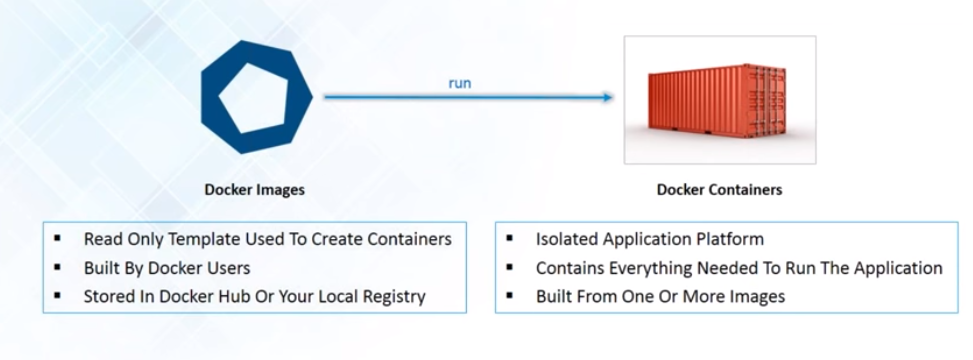 run
Docker Images
Docker Containers
▪ Read Only Template Used To Create Containers
▪ Built By Docker Users
▪ Stored In Docker Hub Or Your Local Registry
▪ Isolated Application Platform
▪ Contains Everything Needed To Run The Application
▪ Built From One Or More Images